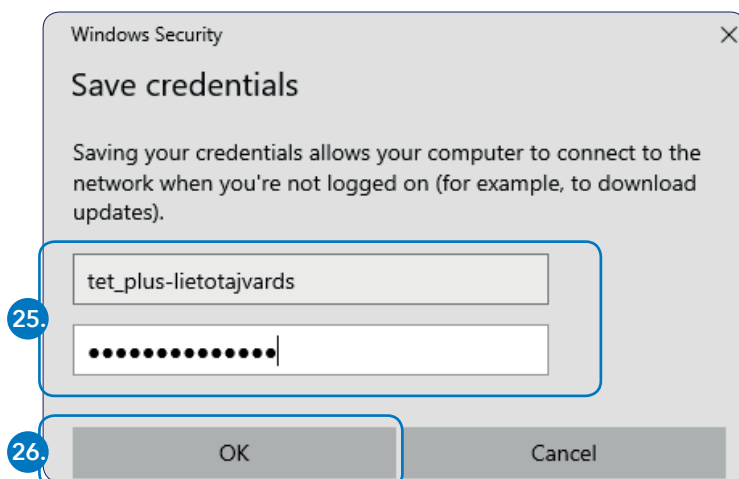 Windows Security
Save credentials
Saving your credentials allows your computer to connect to the
network when you're not logged on (for example, to download
updates).
tet_plus-lietotajvards
25.
●●●●●●●●●●●●●●
26.
OK
Cancel